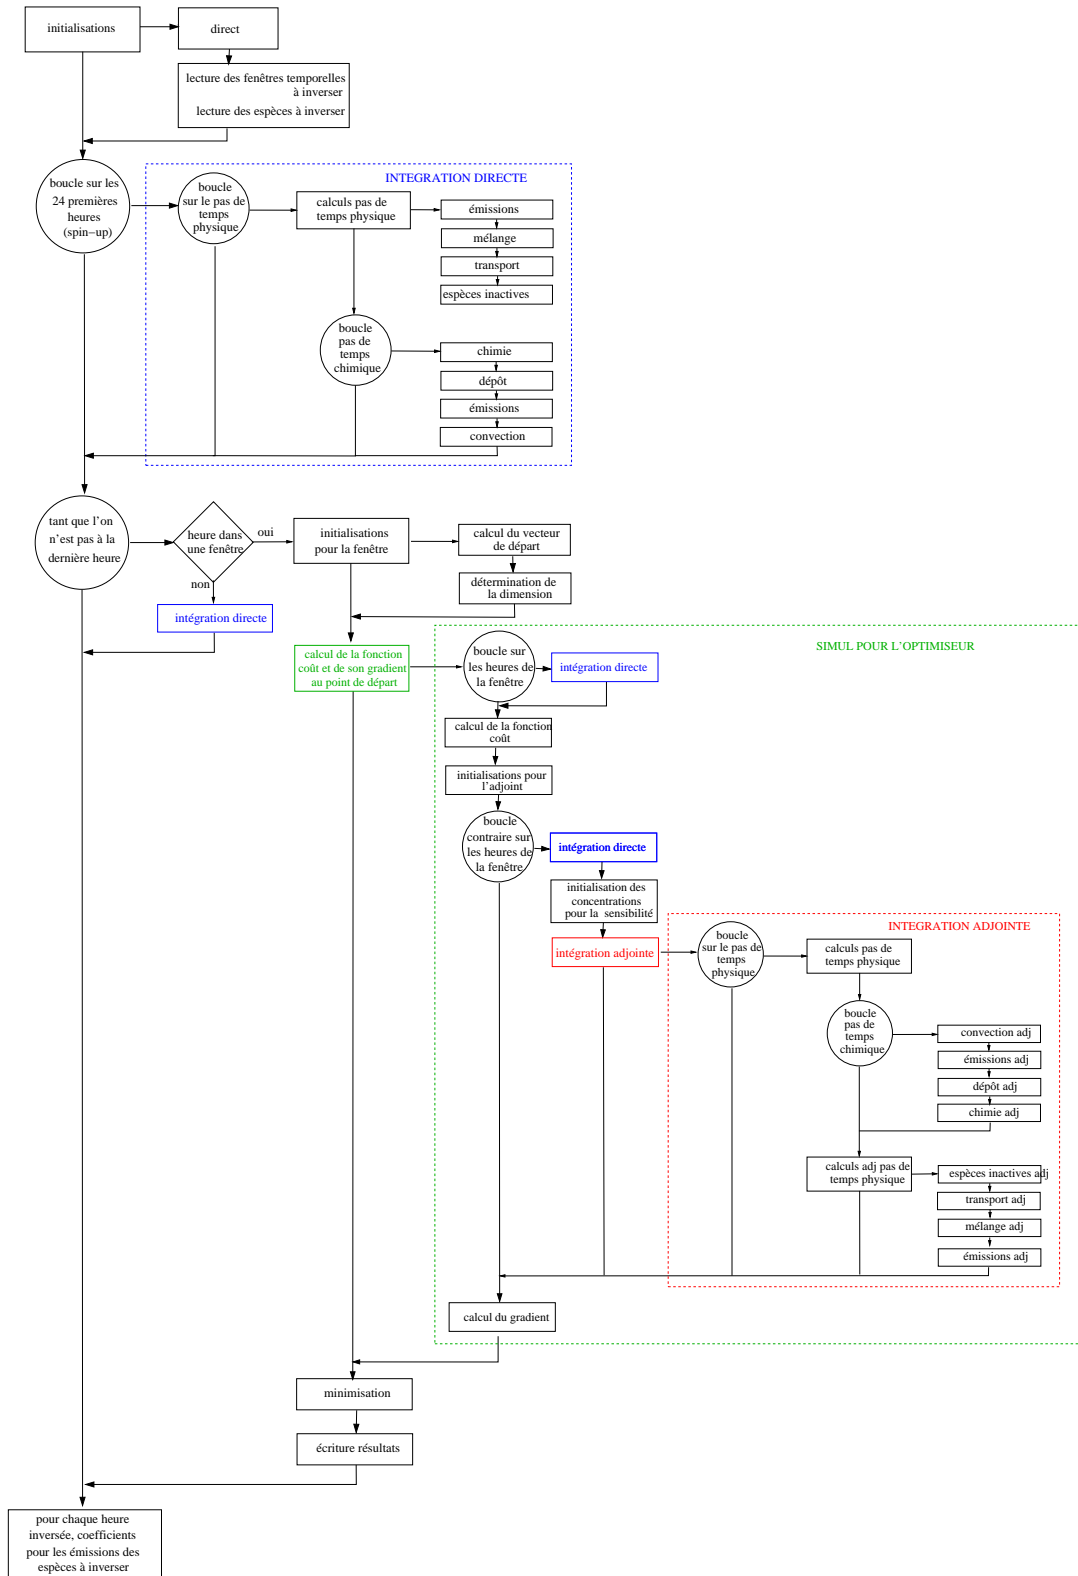 initialisations
direct
lecture des fenêtres temporelles
à inverser
lecture des espèces à inverser
boucle sur les
24 premières
heures
(spin−up)
INTEGRATION DIRECTE
boucle
sur le pas de
temps
physique
calculs pas de
temps physique
émissions
mélange
transport
espèces inactives
boucle
pas de
temps
chimique
chimie
dépôt
émissions
convection
tant que l'on
n'est pas à la
dernière heure
heure dans
une fenêtre
oui
non
intégration directe
initialisations
pour la fenêtre
calcul du vecteur
de départ
détermination de
la dimension
calcul de la fonction
coût et de son gradient
au point de départ
SIMUL POUR L'OPTIMISEUR
boucle sur
les heures de
la fenêtre
intégration directe
calcul de la fonction
coût
initialisations pour
l'adjoint
boucle
contraire sur
les heures de
la fenêtre
intégration directe
initialisation des
concentrations
pour la sensibilité
intégration adjointe
INTEGRATION ADJOINTE
boucle
sur le pas de
temps
physique
calculs pas de
temps physique
boucle
pas de
temps
chimique
convection adj
émissions adj
dépôt adj
chimie adj
calculs adj pas de
temps physique
espèces inactives adj
transport adj
mélange adj
émissions adj
calcul du gradient
minimisation
écriture résultats
pour chaque heure
inversée, coefficients
pour les émissions des
espèces à inverser